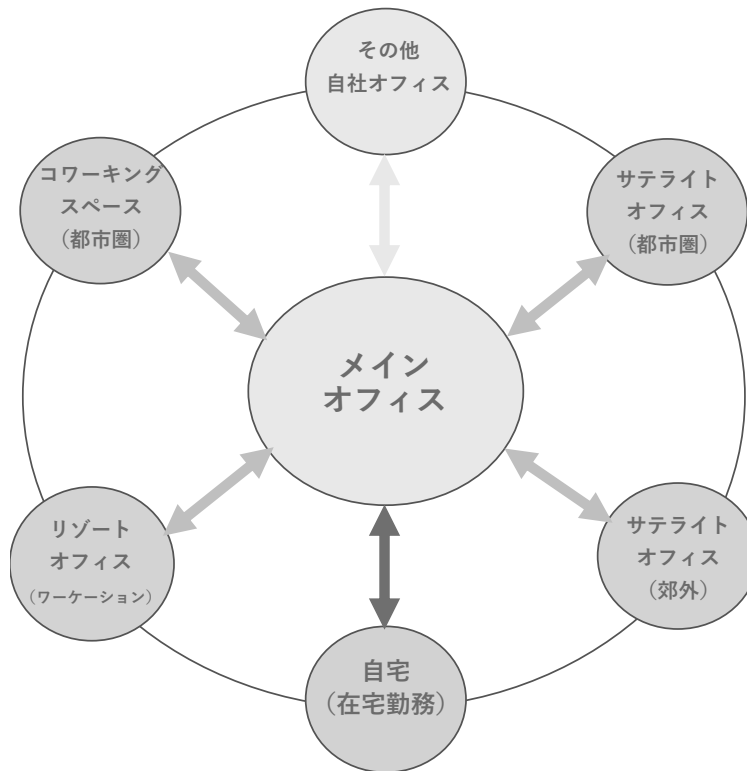 その他
自社オフィス
コワーキング
スペース
（都市圏）
サテライト
オフィス
（都市圏）
メイン
オフィス
リゾート
オフィス
（ワーケーション）
サテライト
オフィス
（郊外）
自宅
（在宅勤務）